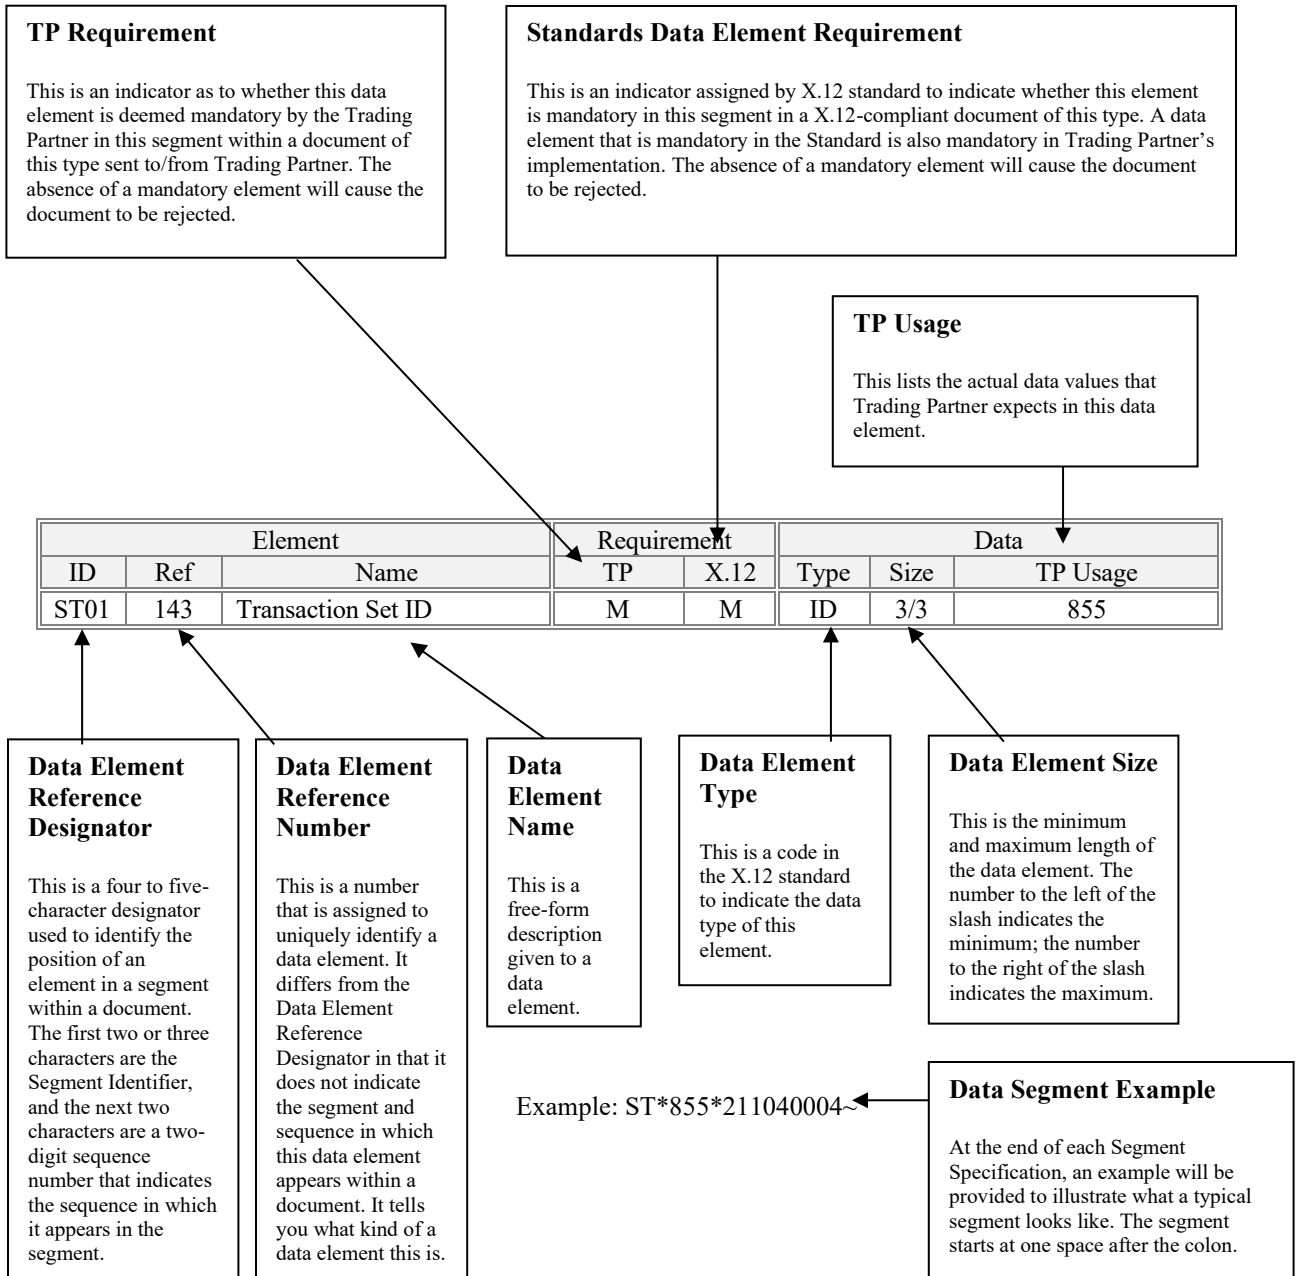 TP Requirement
This is an indicator as to whether this data
element is deemed mandatory by the Trading
Partner in this segment within a document of
this type sent to/from Trading Partner. The
absence of a mandatory element will cause the
document to be rejected.
Standards Data Element Requirement
This is an indicator assigned by X.12 standard to indicate whether this element
is mandatory in this segment in a X.12-compliant document of this type. A data
element that is mandatory in the Standard is also mandatory in Trading Partner's
implementation. The absence of a mandatory element will cause the document
to be rejected.
TP Usage
This lists the actual data values that
Trading Partner expects in this data
element.
Element Requirement Data
ID Ref Name TP X.12 Type Size TP Usage
ST01 143 Transaction Set ID M M ID 3/3 855
Data Element
Reference
Designator
This is a four to five-
character designator
used to identify the
position of an
element in a segment
within a document.
The first two or three
characters are the
Segment Identifier,
and the next two
characters are a two-
digit sequence
number that indicates
the sequence in which
it appears in the
segment.
Data Element
Reference
Number
This is a number
that is assigned to
uniquely identify a
data element. It
differs from the
Data Element
Reference
Designator in that it
does not indicate
the segment and
sequence in which
this data element
appears within a
document. It tells
you what kind of a
data element this is.
Data
Element
Name
This is a
free-form
description
given to a
data
element.
Data Element
Type
This is a code in
the X.12 standard
to indicate the data
type of this
element.
Data Element Size
This is the minimum
and maximum length of
the data element. The
number to the left of the
slash indicates the
minimum; the number
to the right of the slash
indicates the maximum.
Example: ST*855*211040004~
Data Segment Example
At the end of each Segment
Specification, an example will be
provided to illustrate what a typical
segment looks like. The segment
starts at one space after the colon.